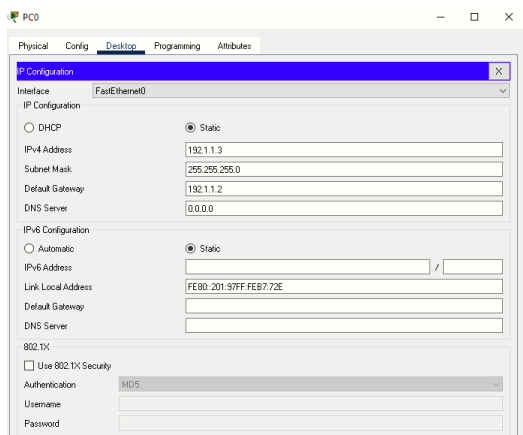 PC0
Physical Config Desktop Programming Attributes
IP Configuration X
Interface FastEthernet0
IP Configuration
DHCP Static
IPv4 Address 192.1.1.3
Subnet Mask 255.255.255.0
Default Gateway 192.1.1.2
DNS Server 0.0.0.0
IPv6 Configuration
Automatic Static
IPv6 Address /
Link Local Address FE80::201:97FF:FEB7:72E
Default Gateway
DNS Server
802.1X
Use 802.1X Security
Authentication MD5
Username
Password